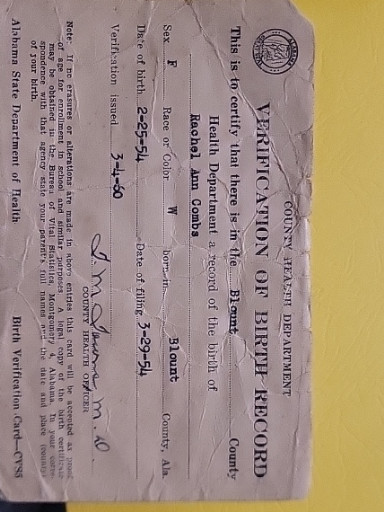 COUNTY HEALTH DEPARTMENT
VERIFICATION OF BIRTH RECORD
This is to certify that there is in the Blount County
Health Department a record of the birth of
Rachel Ann Combs
Sex F Race or Color W born in Blount County, Ala.
Date of birth 2-25-54 Date of filing 3-29-54
Verification issued 3-4-60 M. D
COUNTY HEALTH OFFICER
Note: If no erasures or alterations are made in above entries this card will be accepted as proof
of age for enrollment in school and similar purposes. A legal copy of the birth certificate
may be obtained in the Bureau of Vital Statistics, Montgomery 4, Alabama. In your corre-
spondence with that agency state your parent's full names and the date and place (county)
of your birth.
Alabama State Department of Health Birth Verification Card—CVS8